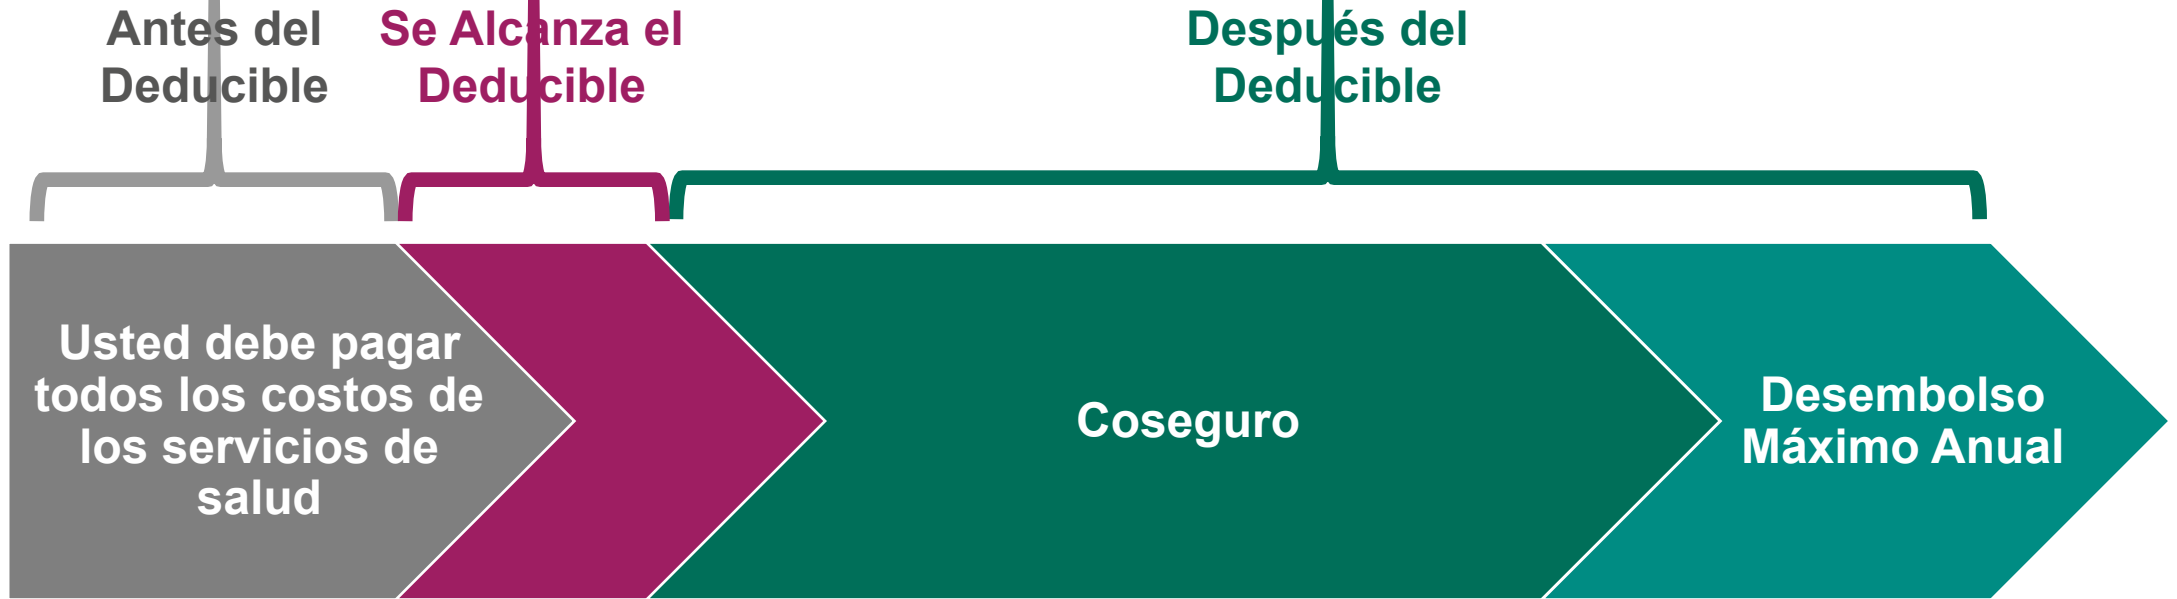 Antes del
Deducible
Se Alcanza el
Deducible
Después del
Deducible
Usted debe pagar
todos los costos de
los servicios de
salud
Coseguro
Desembolso
Máximo Anual